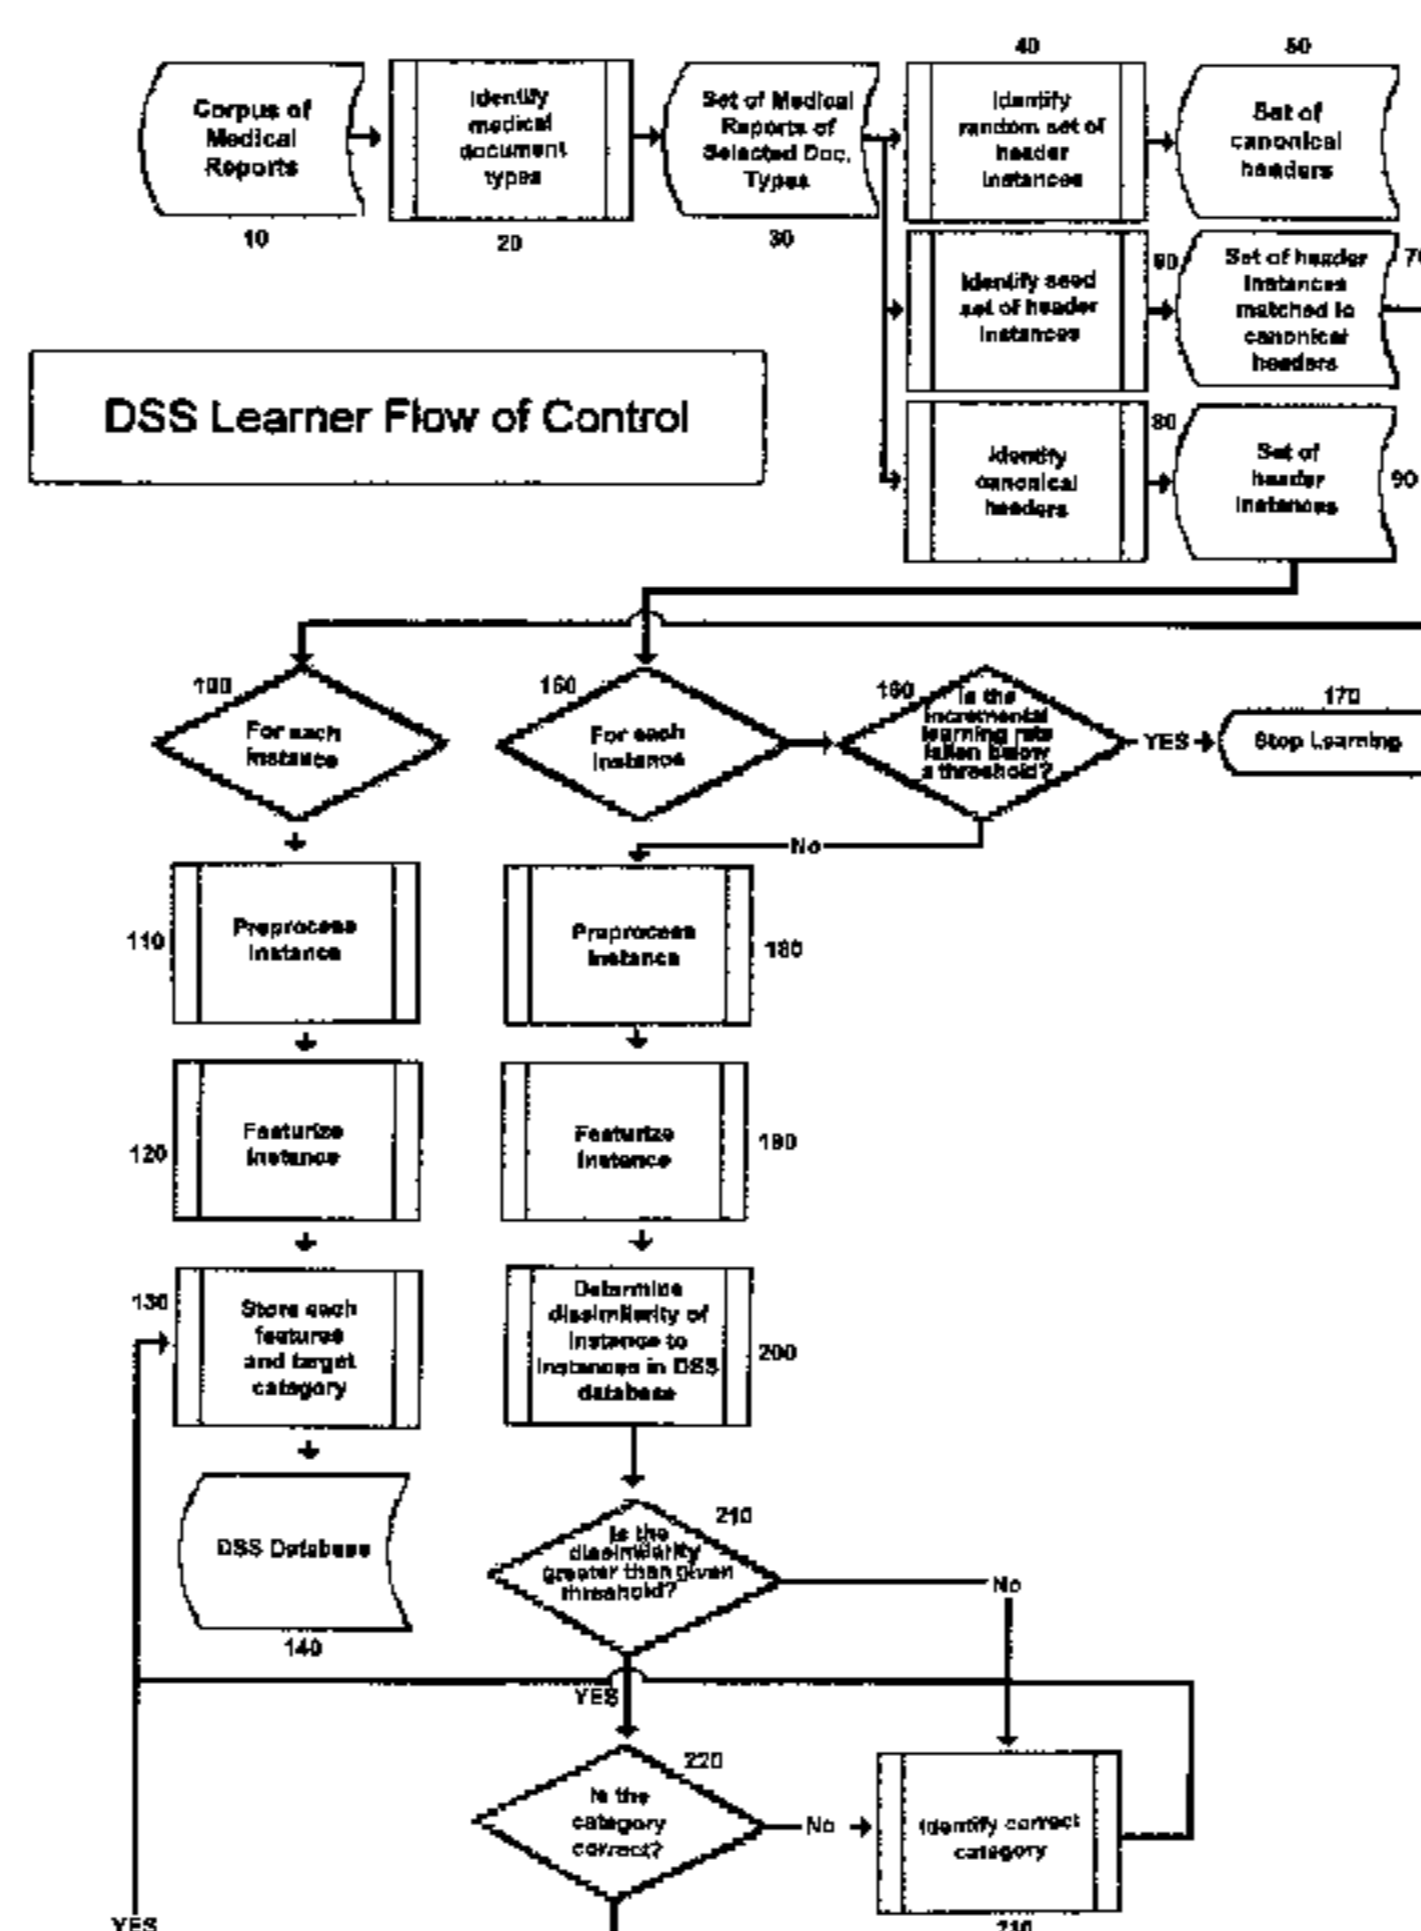 40
50
Corpus of
Medical
Reports
10
Identify
medical
document
types
20
Set of Medical
Reports of
Selected Doc.
Types
30
Identify
random set of
header
instances
Set of
canonical
headers
Identify seed
set of header
instances
60
Set of header
instances
matched to
canonical
headers
DSS Learner Flow of Control
Identify
canonical
headers
80
Set of
header
instances
90
100
For each
instance
For each
instance
160
Is the
incremental
learning rate
fallen below
a threshold?
YES
170
Stop Learning
No
110
Preprocess
instance
Preprocess
instance
180
120
Featurize
instance
Featurize
instance
190
130
Store each
features
and target
category
Determine
dissimilarity of
instance to
instances in DSS
database
200
DSS Database
140
210
Is the
dissimilarity
greater than given
threshold?
No
YES
220
Is the
category
correct?
No
Identify correct
category
YES